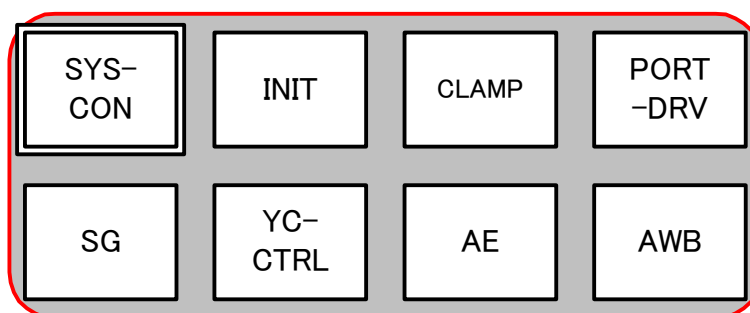 SYS-
CON
INIT
CLAMP
PORT
-DRV
SG
YC-
CTRL
AE
AWB